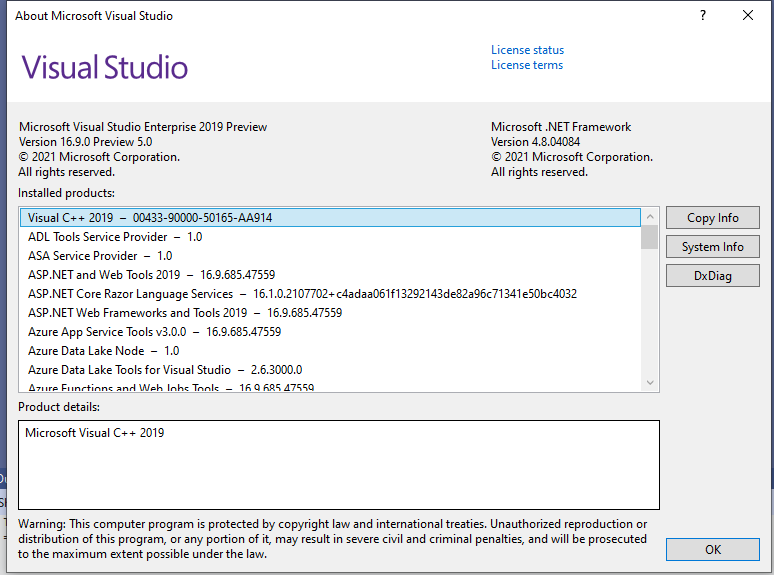 About Microsoft Visual Studio
?
Visual Studio
License status
License terms
Microsoft Visual Studio Enterprise 2019 Preview
Version 16.9.0 Preview 5.0
© 2021 Microsoft Corporation.
All rights reserved.
Microsoft .NET Framework
Version 4.8.04084
© 2021 Microsoft Corporation.
All rights reserved.
Installed products:
Visual C++ 2019 – 00433-90000-50165-AA914
ADL Tools Service Provider – 1.0
ASA Service Provider – 1.0
ASP.NET and Web Tools 2019 – 16.9.685.47559
ASP.NET Core Razor Language Services – 16.1.0.2107702+c4adaa061f13292143de82a96c71341e50bc4032
ASP.NET Web Frameworks and Tools 2019 – 16.9.685.47559
Azure App Service Tools v3.0.0 – 16.9.685.47559
Azure Data Lake Node – 1.0
Azure Data Lake Tools for Visual Studio – 2.6.3000.0
Azure Functions and Web Jobs Tools – 16.9.685.47559
Copy Info
System Info
DxDiag
Product details:
Microsoft Visual C++ 2019
Warning: This computer program is protected by copyright law and international treaties. Unauthorized reproduction or
distribution of this program, or any portion of it, may result in severe civil and criminal penalties, and will be prosecuted
to the maximum extent possible under the law.
OK